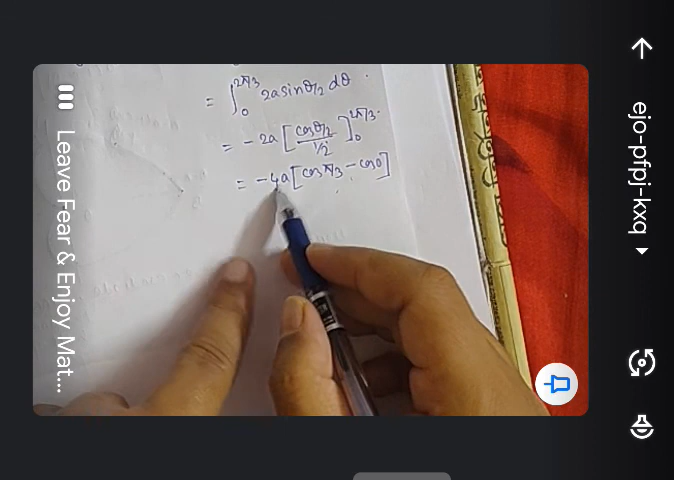 = ∫₀^{2π/3} 2a sin θ/2 dθ .
= - 2a [cos θ/2 / 1/2]₀^{2π/3} .
= - 4a [cos π/3 - cos 0]
Leave Fear & Enjoy Mat...
ejo-pfpj-kxq